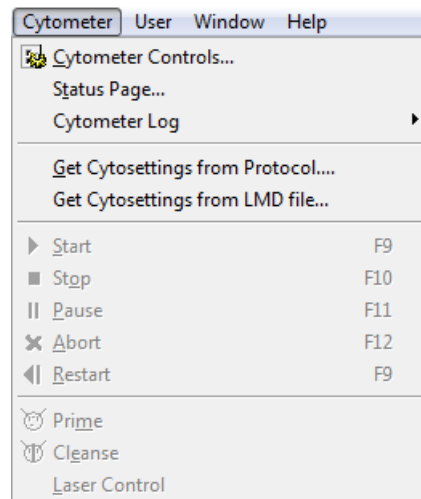 Cytometer User Window Help
Cytometer Controls...
Status Page...
Cytometer Log
Get Cytosettings from Protocol....
Get Cytosettings from LMD file...
Start F9
Stop F10
Pause F11
Abort F12
Restart F9
Prime
Cleanse
Laser Control